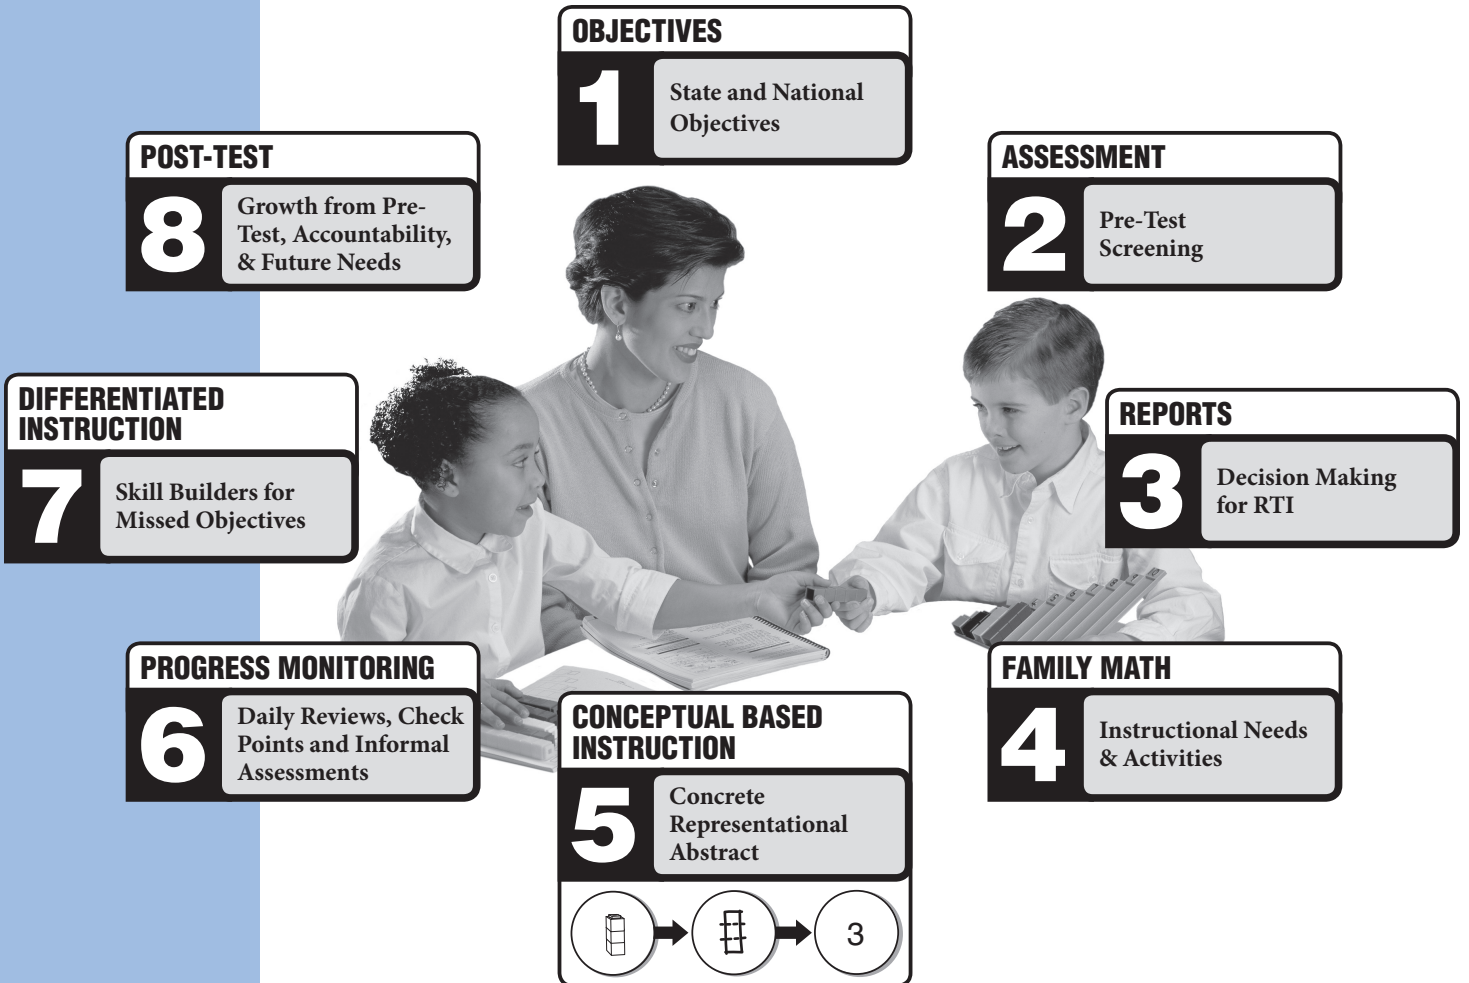 OBJECTIVES
1
State and National
Objectives
ASSESSMENT
2
Pre-Test
Screening
REPORTS
3
Decision Making
for RTI
FAMILY MATH
4
Instructional Needs
& Activities
CONCEPTUAL BASED
INSTRUCTION
5
Concrete
Representational
Abstract
3
PROGRESS MONITORING
6
Daily Reviews, Check
Points and Informal
Assessments
DIFFERENTIATED
INSTRUCTION
7
Skill Builders for
Missed Objectives
POST-TEST
8
Growth from Pre-
Test, Accountability,
& Future Needs